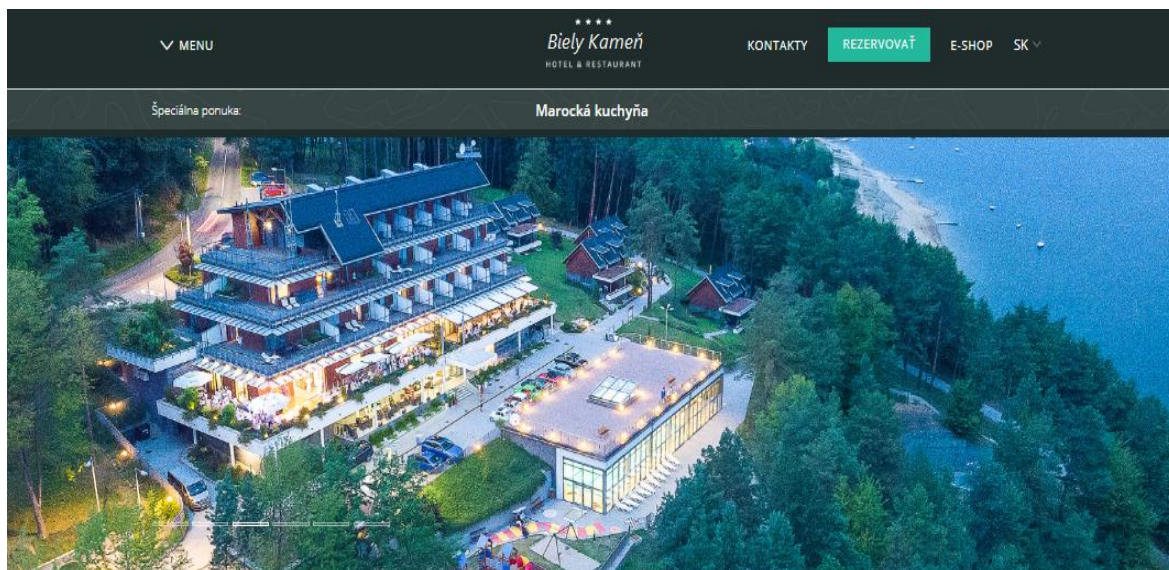 MENU
Biely Kameň
HOTEL & RESTAURANT
KONTAKTY
REZERVOVAŤ
E-SHOP
SK
Špeciálna ponuka:
Marocká kuchyňa